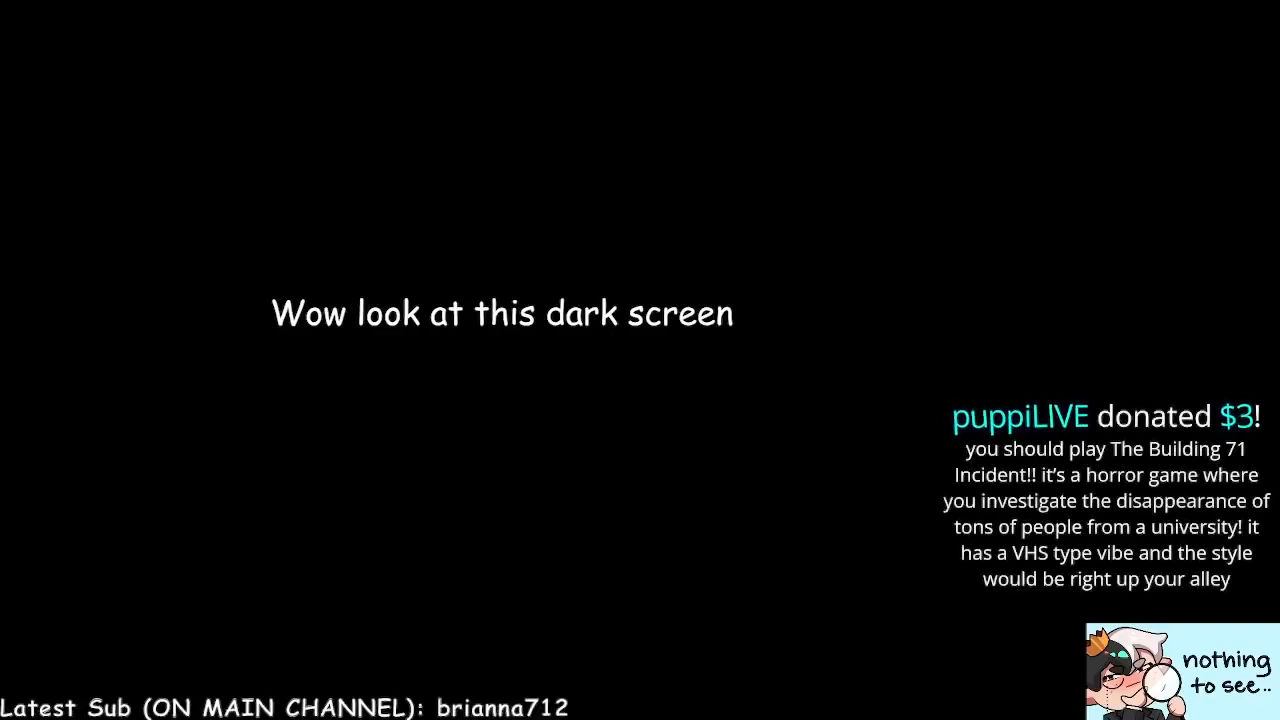 Wow look at this dark screen
puppiLIVE donated $3!
you should play The Building 71
Incident!! it's a horror game where
you investigate the disappearance of
tons of people from a university! it
has a VHS type vibe and the style
would be right up your alley
nothing
to see..
Latest Sub (ON MAIN CHANNEL): brianna712